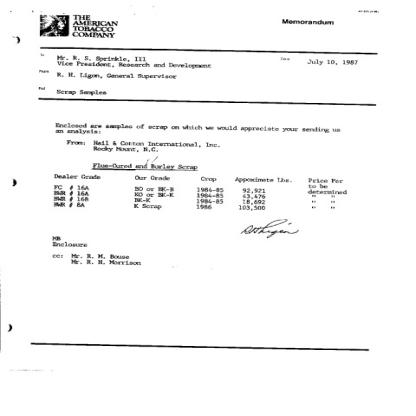 THE
AMERICAN
TOBACCO
COMPANY
Memorandum
To
Mr. R. S. Sprinkle, III
Vice President, Research and Development
Date
July 10, 1987
From
R. H. Ligon, General Supervisor
Ref
Scrap Samples
Enclosed are samples of scrap on which we would appreciate your sending us
an analysis:
From: Hail & Cotton International, Inc.
Rocky Mount, N.C.
Flue-Cured and Burley Scrap
Dealer Grade Our Grade Crop Appoximate Lbs. Price Per
to be
FC # 16A BO or BK-B 1984-85 92,921 determined
BWR # 16A KO or BK-K 1984-85 43,476 " "
BWR # 16B BK-K 1984-85 18,692 " "
BWR # 8A K Scrap 1986 103,500 " "
RHLigon
MB
Enclosure
cc: Mr. R. M. Bouse
Mr. R. H. Morrison